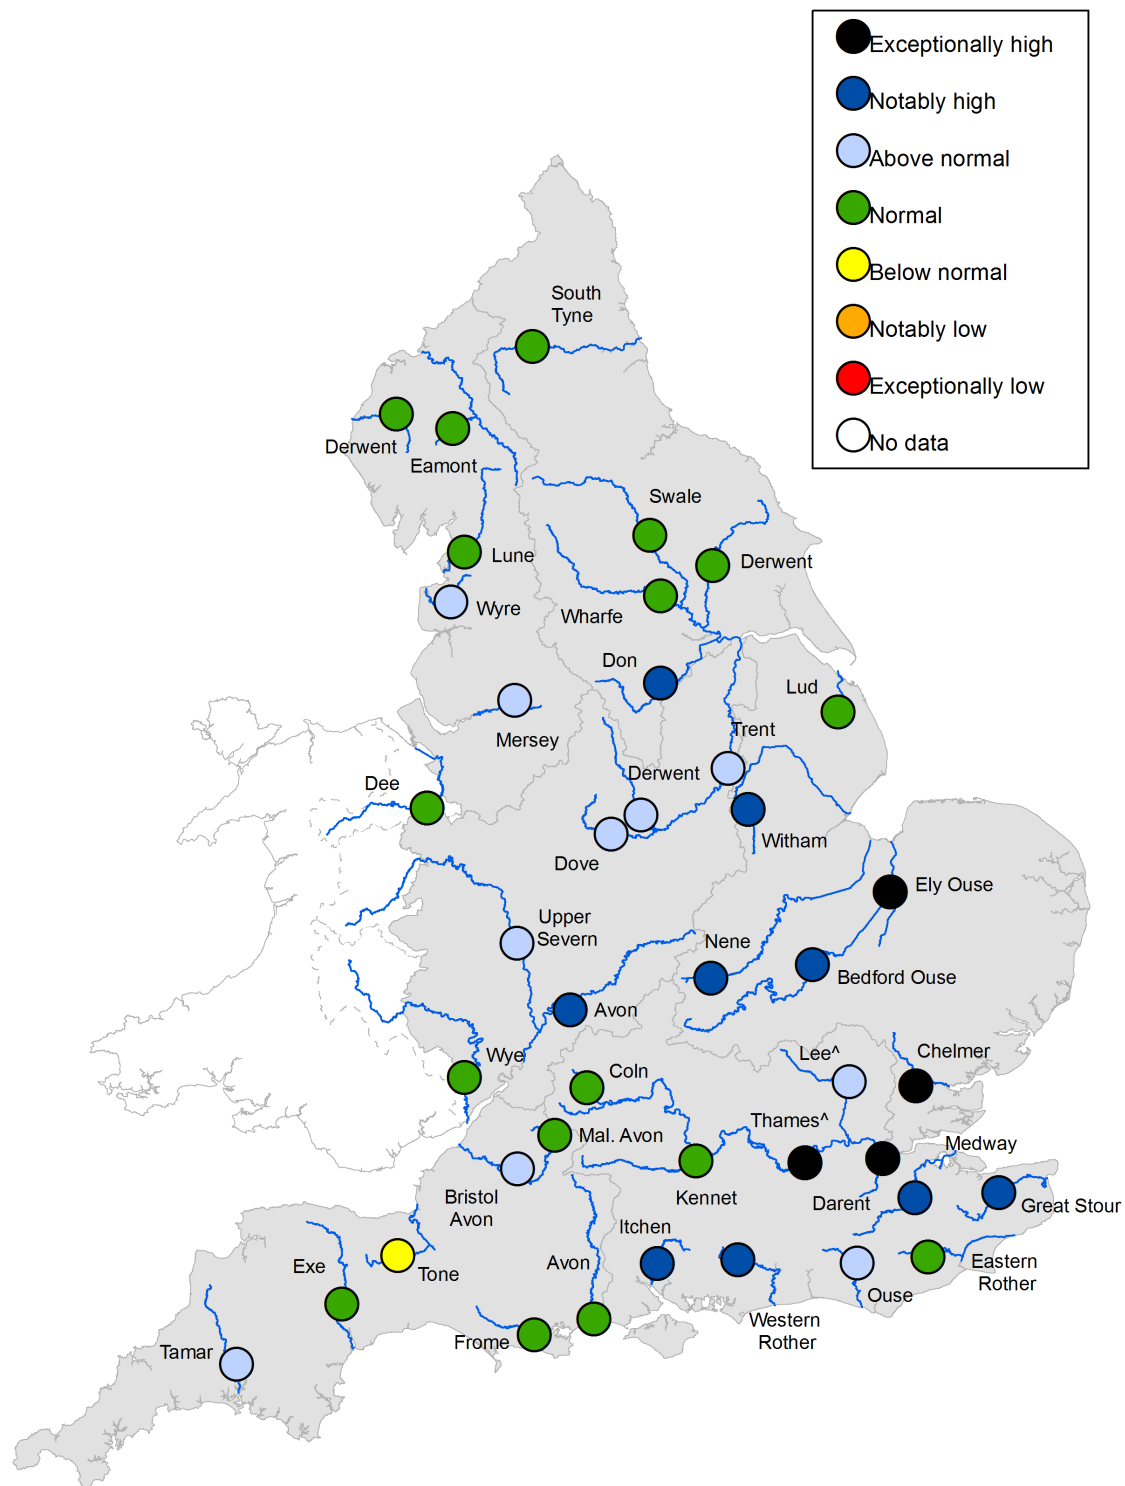 Exceptionally high
Notably high
Above normal
Normal
Below normal
Notably low
Exceptionally low
No data
South
Tyne
Derwent
Eamont
Swale
Lune
Derwent
Wyre
Wharfe
Don
Lud
Mersey
Trent
Derwent
Dee
Witham
Dove
Ely Ouse
Upper
Severn
Nene
Bedford Ouse
Avon
Wye
Lee^
Chelmer
Coln
Thames^
Mal. Avon
Medway
Kennet
Bristol
Avon
Darent
Great Stour
Itchen
Exe
Tone
Avon
Eastern
Rother
Ouse
Western
Rother
Frome
Tamar